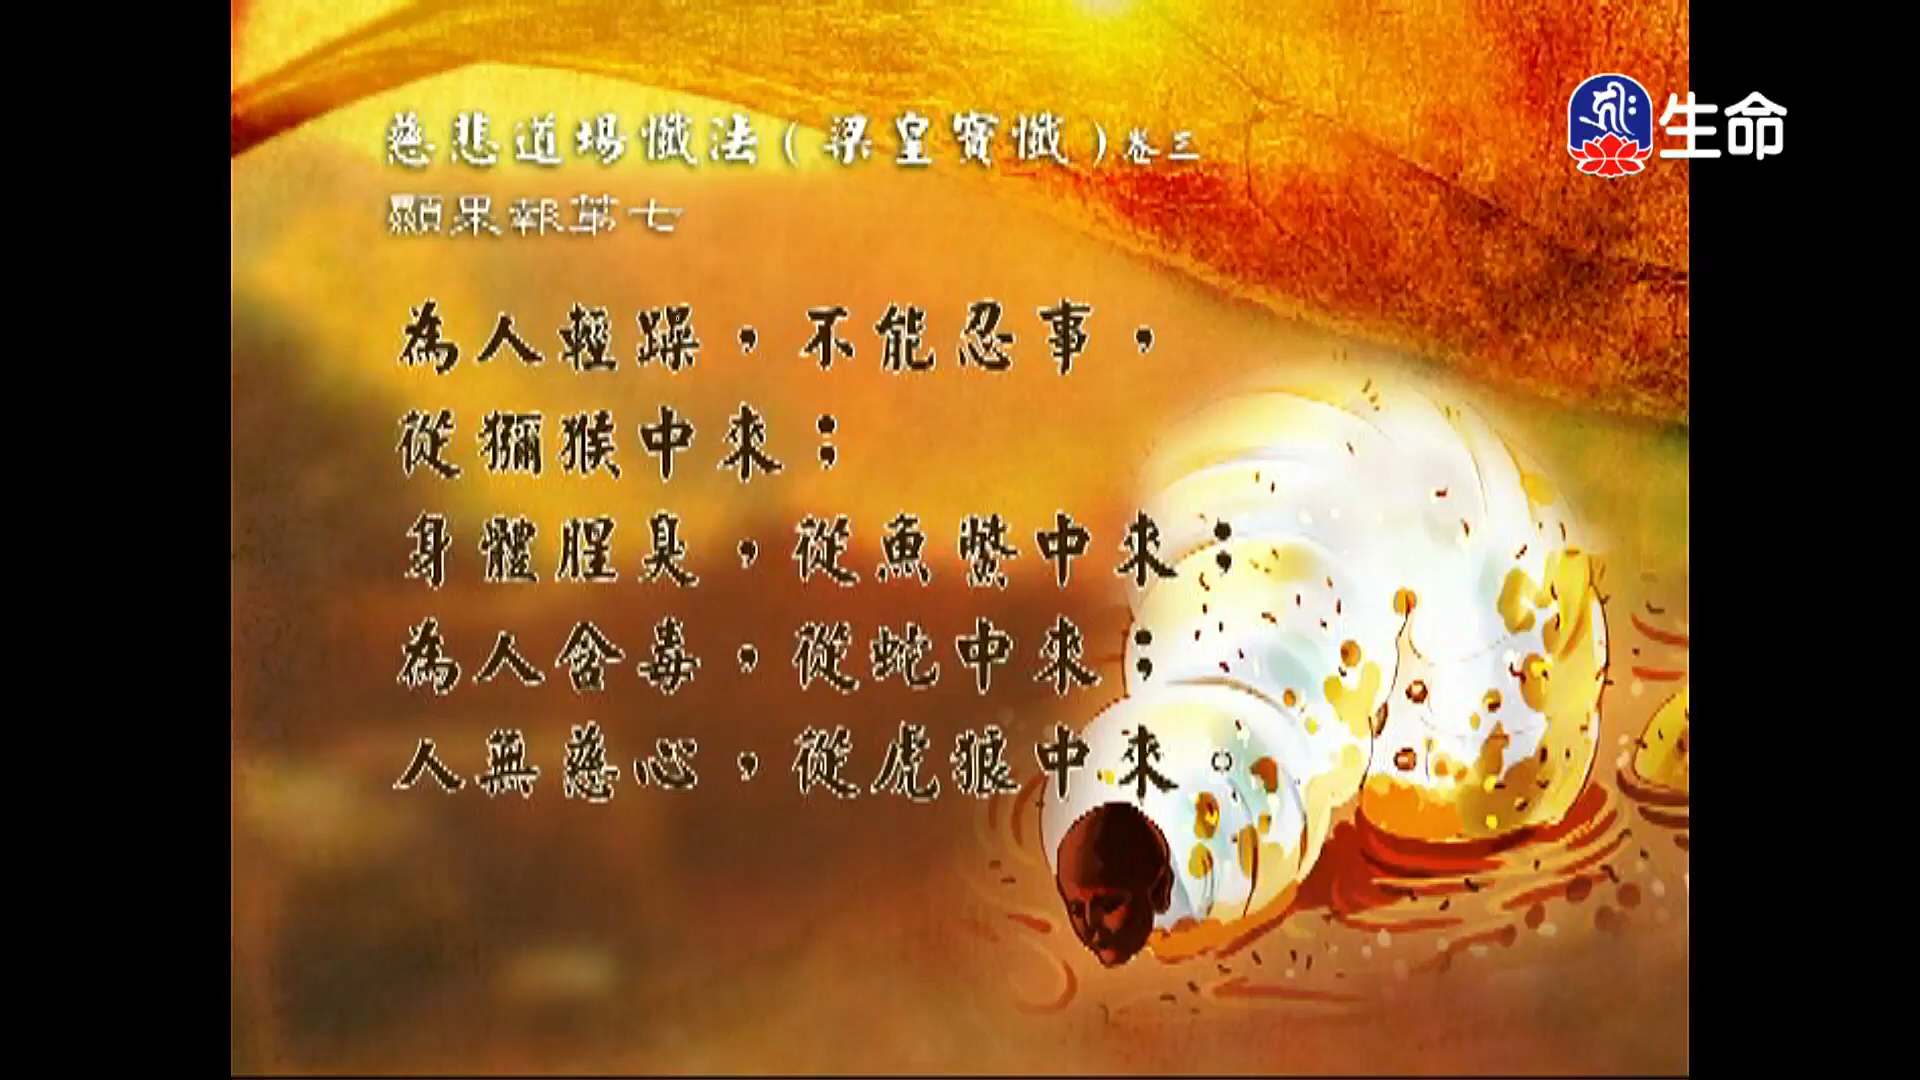 慈悲道場懺法(梁皇寶懺)卷三
顯果報第七
生命
為人輕躁，不能忍事，
從獼猴中來；
身體腥臭，從魚鱉中來；
為人含毒，從蛇中來；
人無慈心，從虎狼中來。